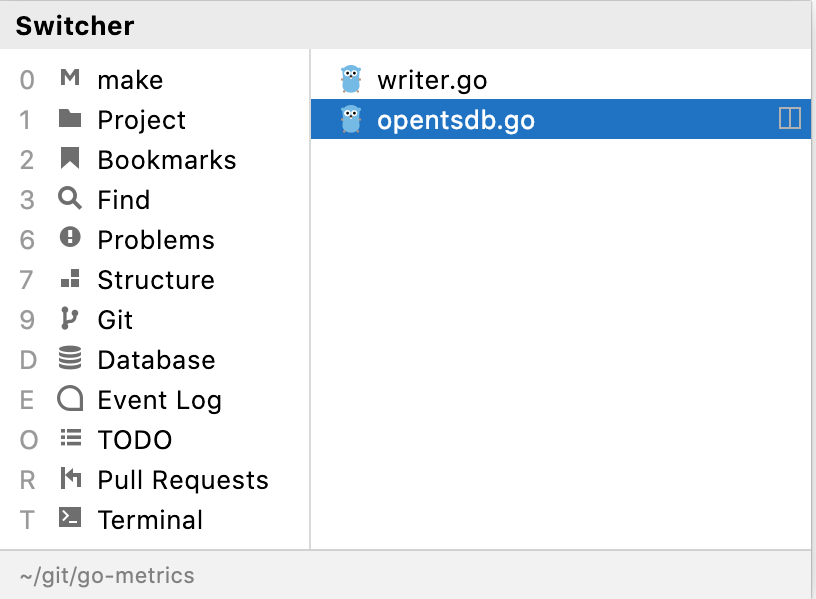 Switcher
0 make
1 Project
2 Bookmarks
3 Find
6 Problems
7 Structure
9 Git
D Database
E Event Log
O TODO
R Pull Requests
T Terminal
writer.go
opentsdb.go
~/git/go-metrics